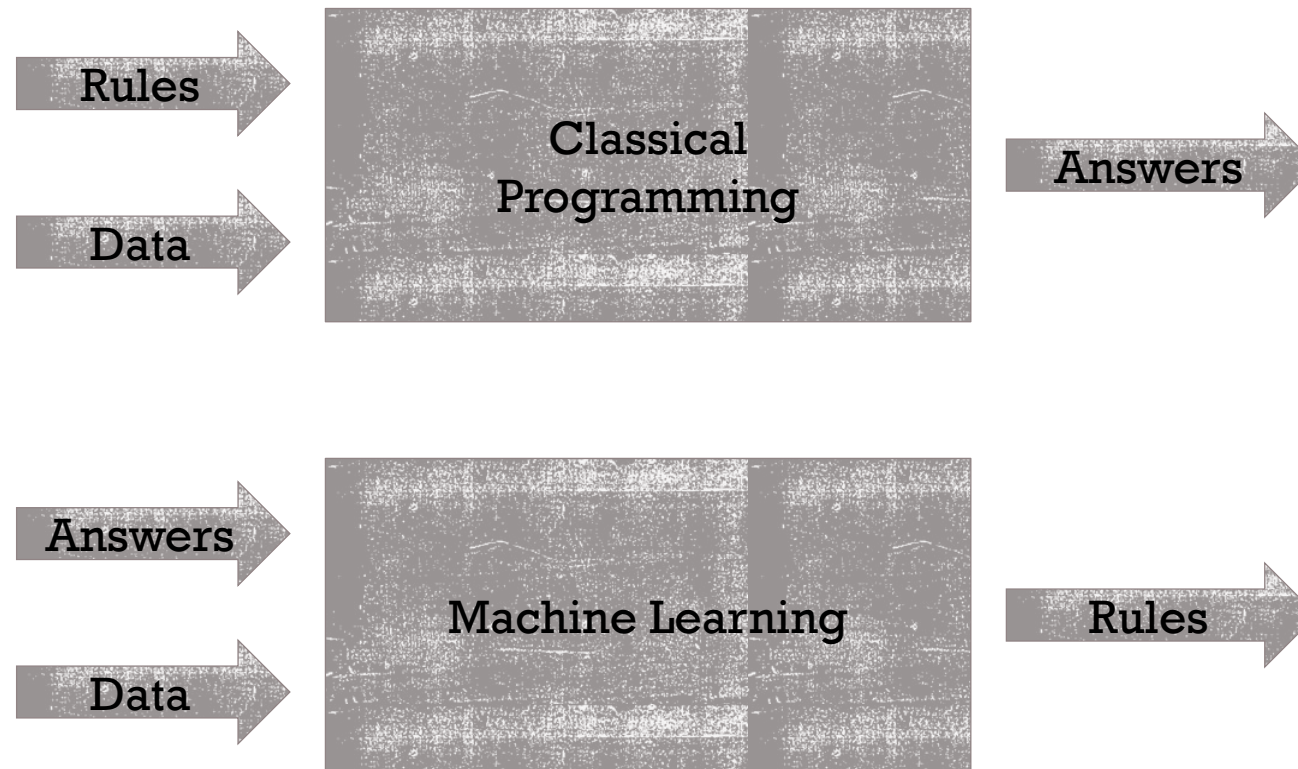 Rules
Data
Classical
Programming
Answers
Answers
Data
Machine Learning
Rules